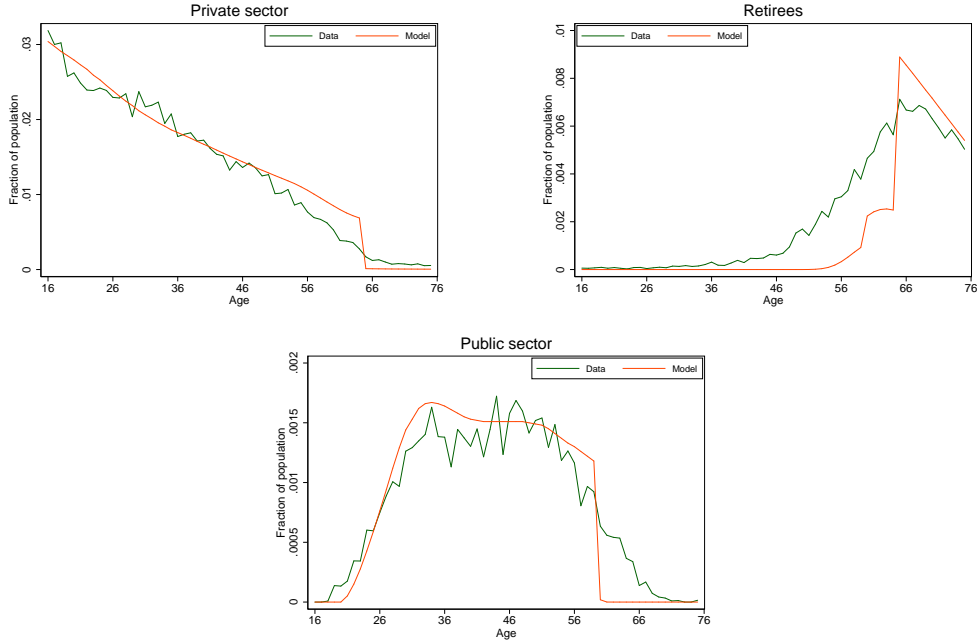 Private sector
Data
Model
Fraction of population
0
.01
.02
.03
16
26
36
46
56
66
76
Age
Retirees
Data
Model
Fraction of population
0
.002
.004
.006
.008
.01
16
26
36
46
56
66
76
Age
Public sector
Data
Model
Fraction of population
0
.0005
.001
.0015
.002
16
26
36
46
56
66
76
Age